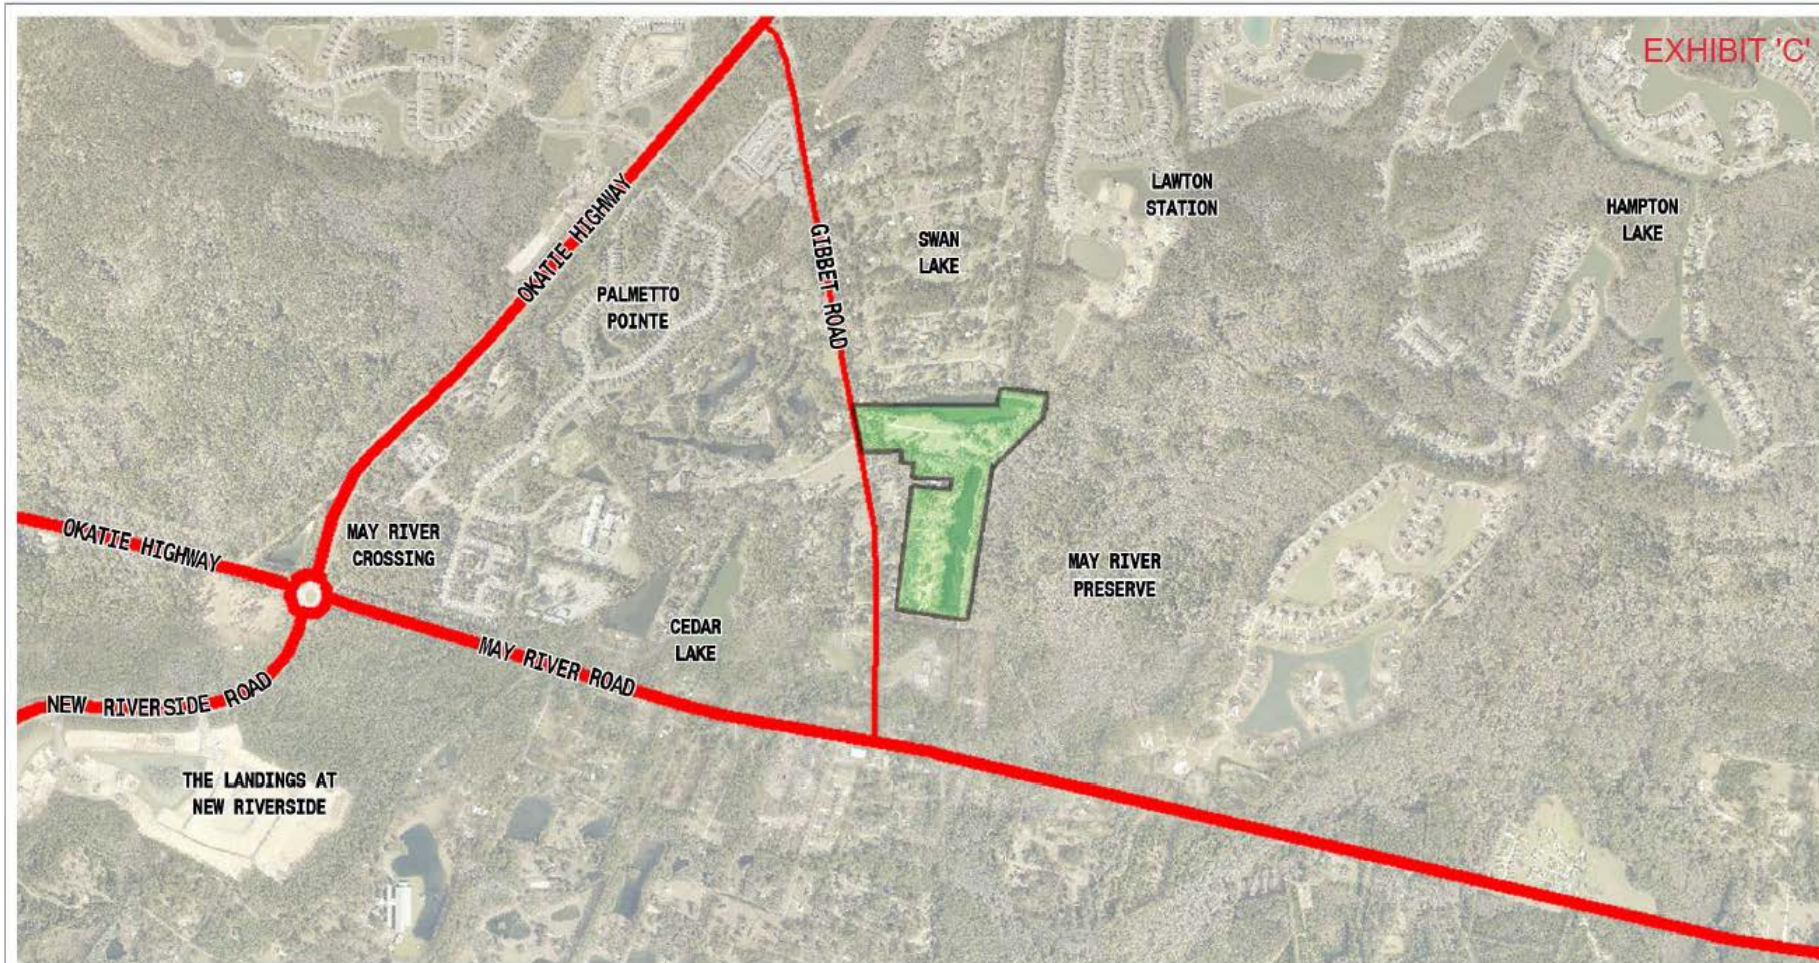 EXHIBIT 'C'
LAWTON
STATION
HAMPTON
LAKE
OKATIE HIGHWAY
GIBBET ROAD
SWAN
LAKE
PALMETTO
POINTE
OKATIE HIGHWAY
MAY RIVER
CROSSING
MAY RIVER
PRESERVE
CEDAR
LAKE
MAY RIVER ROAD
NEW RIVERSIDE ROAD
THE LANDINGS AT
NEW RIVERSIDE